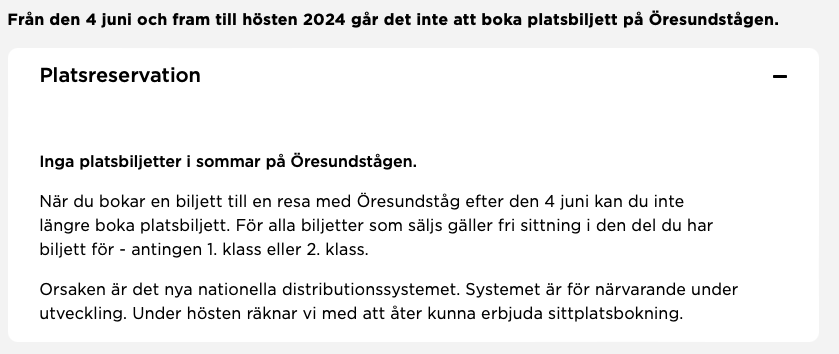 Från den 4 juni och fram till hösten 2024 går det inte att boka platsbiljett på Öresundstågen.
Platsreservation
Inga platsbiljetter i sommar på Öresundstågen.
När du bokar en biljett till en resa med Öresundståg efter den 4 juni kan du inte
längre boka platsbiljett. För alla biljetter som säljs gäller fri sittning i den del du har
biljett för - antingen 1. klass eller 2. klass.
Orsaken är det nya nationella distributionssystemet. Systemet är för närvarande under
utveckling. Under hösten räknar vi med att åter kunna erbjuda sittplatsbokning.